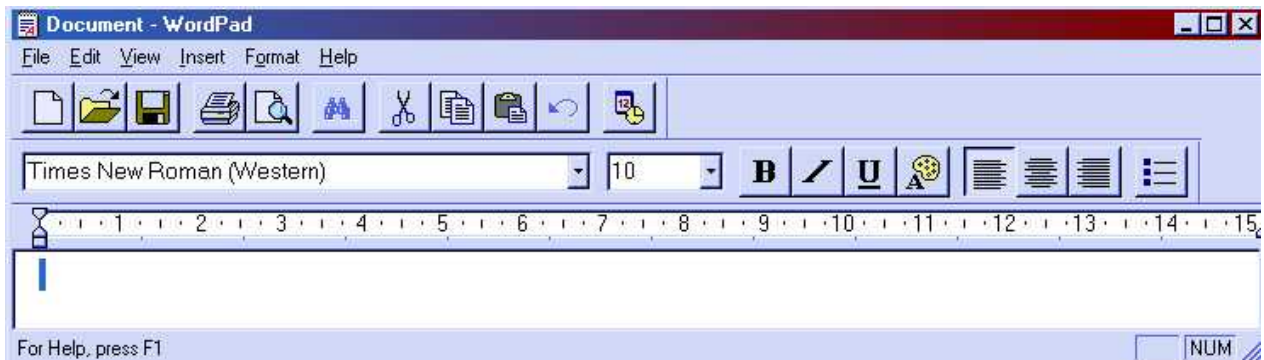 Document - WordPad
File Edit View Insert Format Help
12
Times New Roman (Western) 10 B I U A
1 2 3 4 5 6 7 8 9 10 11 12 13 14 15
For Help, press F1 NUM